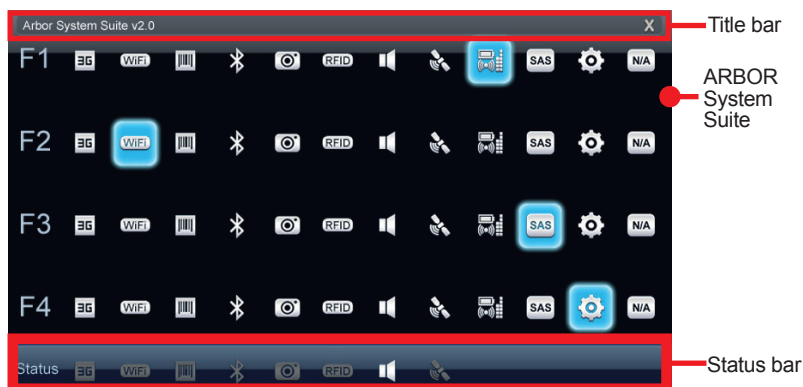 Arbor System Suite v2.0 X
Title bar
F1 3G WiFi RFID SAS N/A
ARBOR
System
Suite
F2 3G WiFi RFID SAS N/A
F3 3G WiFi RFID SAS N/A
F4 3G WiFi RFID SAS N/A
Status 3G WiFi RFID
Status bar